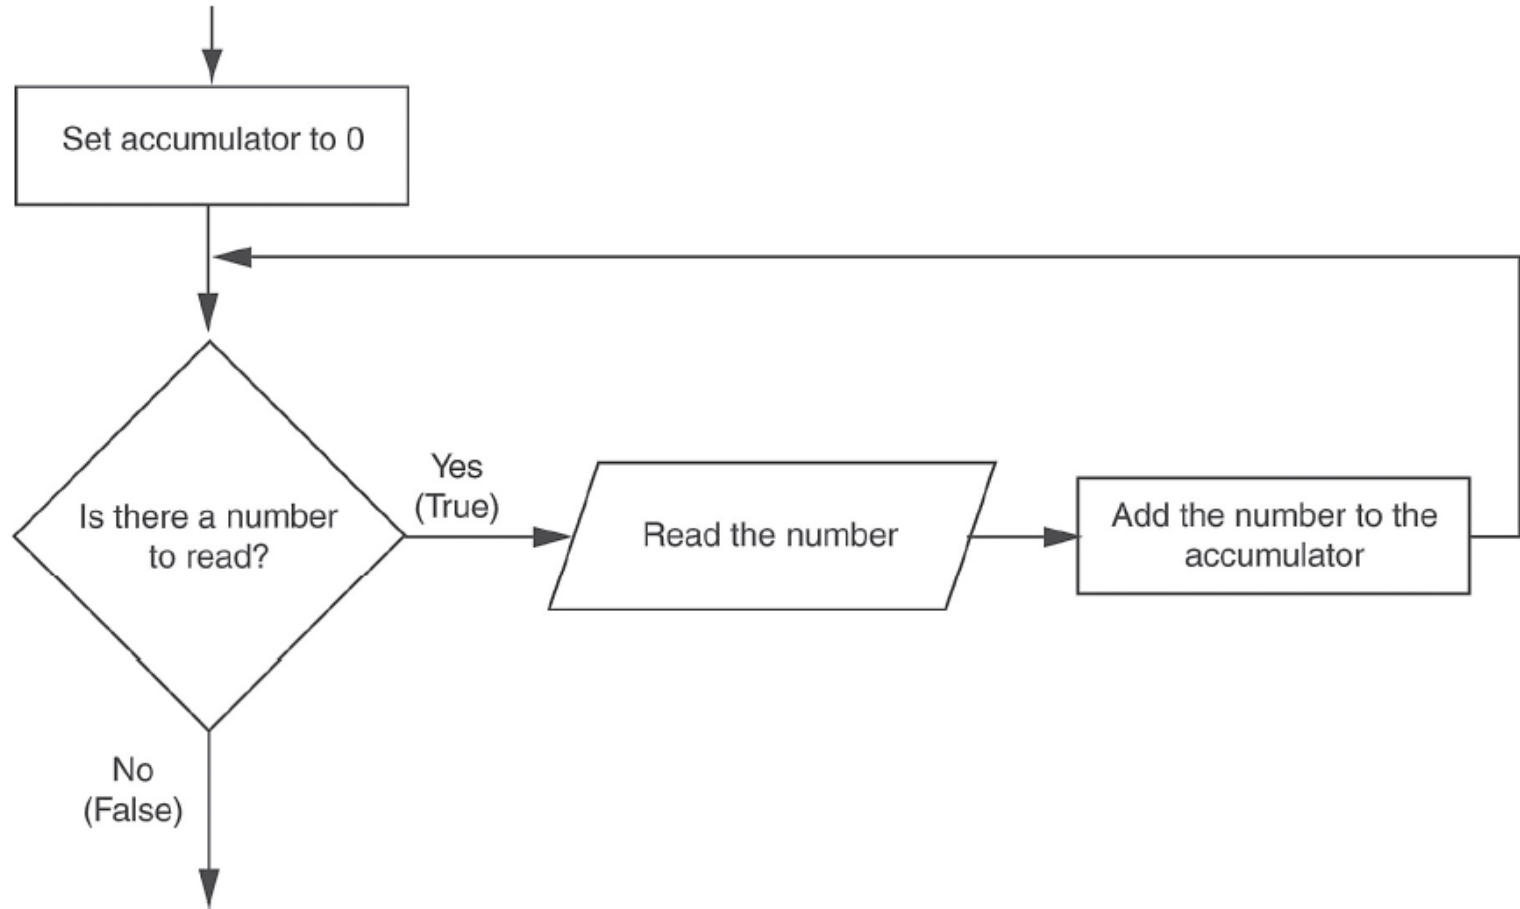 Set accumulator to 0
Is there a number
to read?
Yes
(True)
Read the number
Add the number to the
accumulator
No
(False)